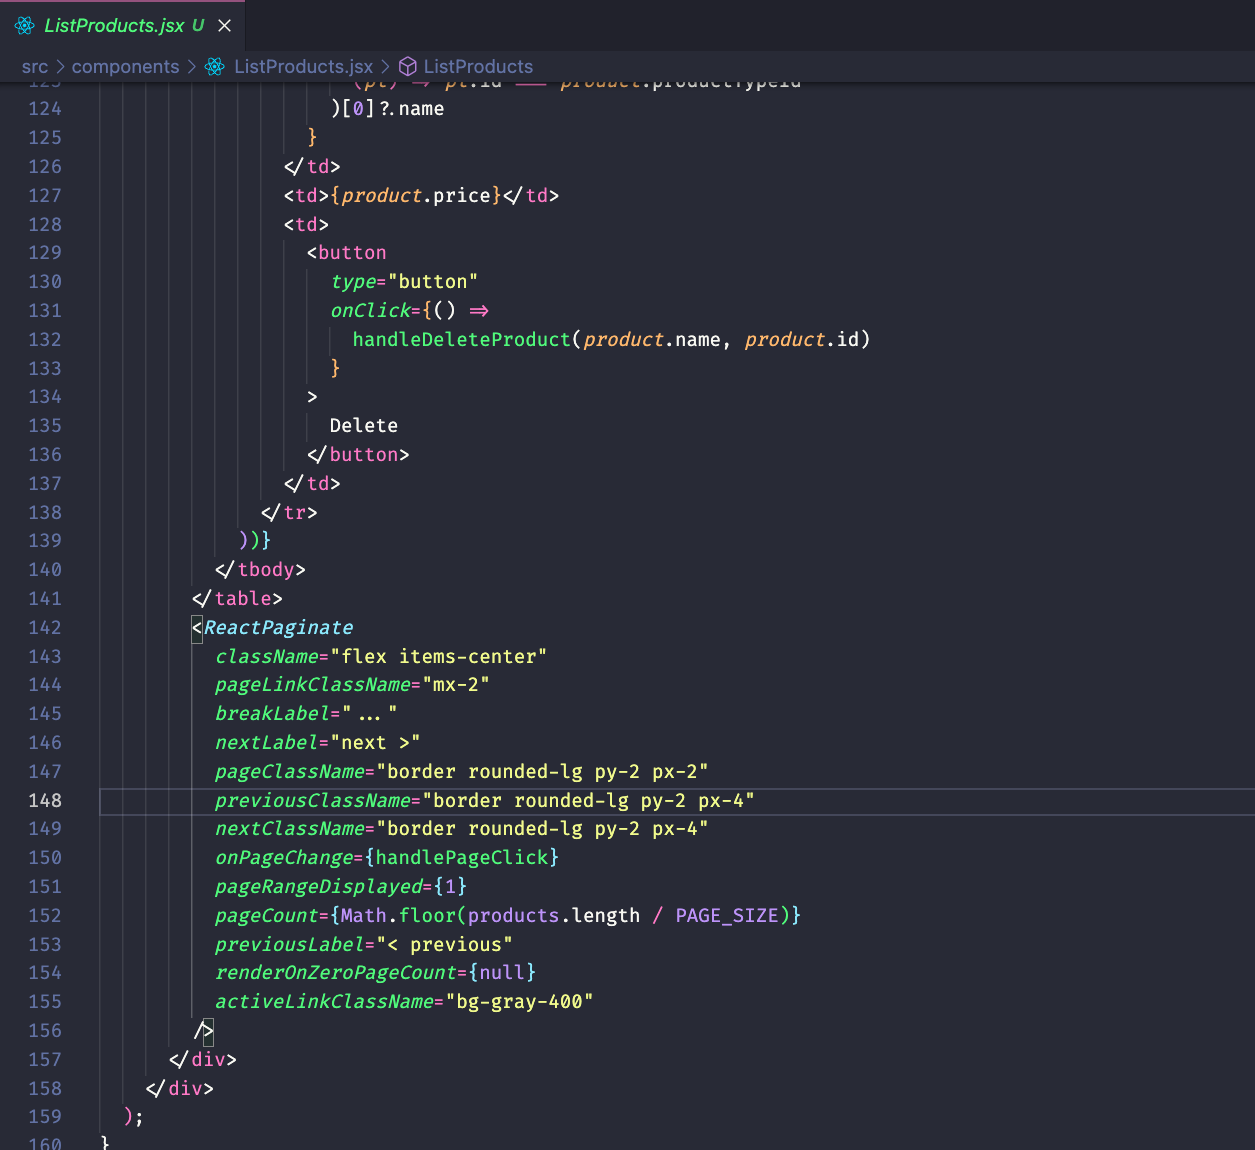 ListProducts.jsx U
src > components > ListProducts.jsx > ListProducts
123 (pt) => pt.id === product.productTypeId
124 )[0]?.name
125 }
126 </td>
127 <td>{product.price}</td>
128 <td>
129 <button
130 type="button"
131 onClick={() =>
132 handleDeleteProduct(product.name, product.id)
133 }
134 >
135 Delete
136 </button>
137 </td>
138 </tr>
139 ))}
140 </tbody>
141 </table>
142 <ReactPaginate
143 className="flex items-center"
144 pageLinkClassName="mx-2"
145 breakLabel="..."
146 nextLabel="next >"
147 pageClassName="border rounded-lg py-2 px-2"
148 previousClassName="border rounded-lg py-2 px-4"
149 nextClassName="border rounded-lg py-2 px-4"
150 onPageChange={handlePageClick}
151 pageRangeDisplayed={1}
152 pageCount={Math.floor(products.length / PAGE_SIZE)}
153 previousLabel="< previous"
154 renderOnZeroPageCount={null}
155 activeLinkClassName="bg-gray-400"
156 />
157 </div>
158 </div>
159 );
160 }